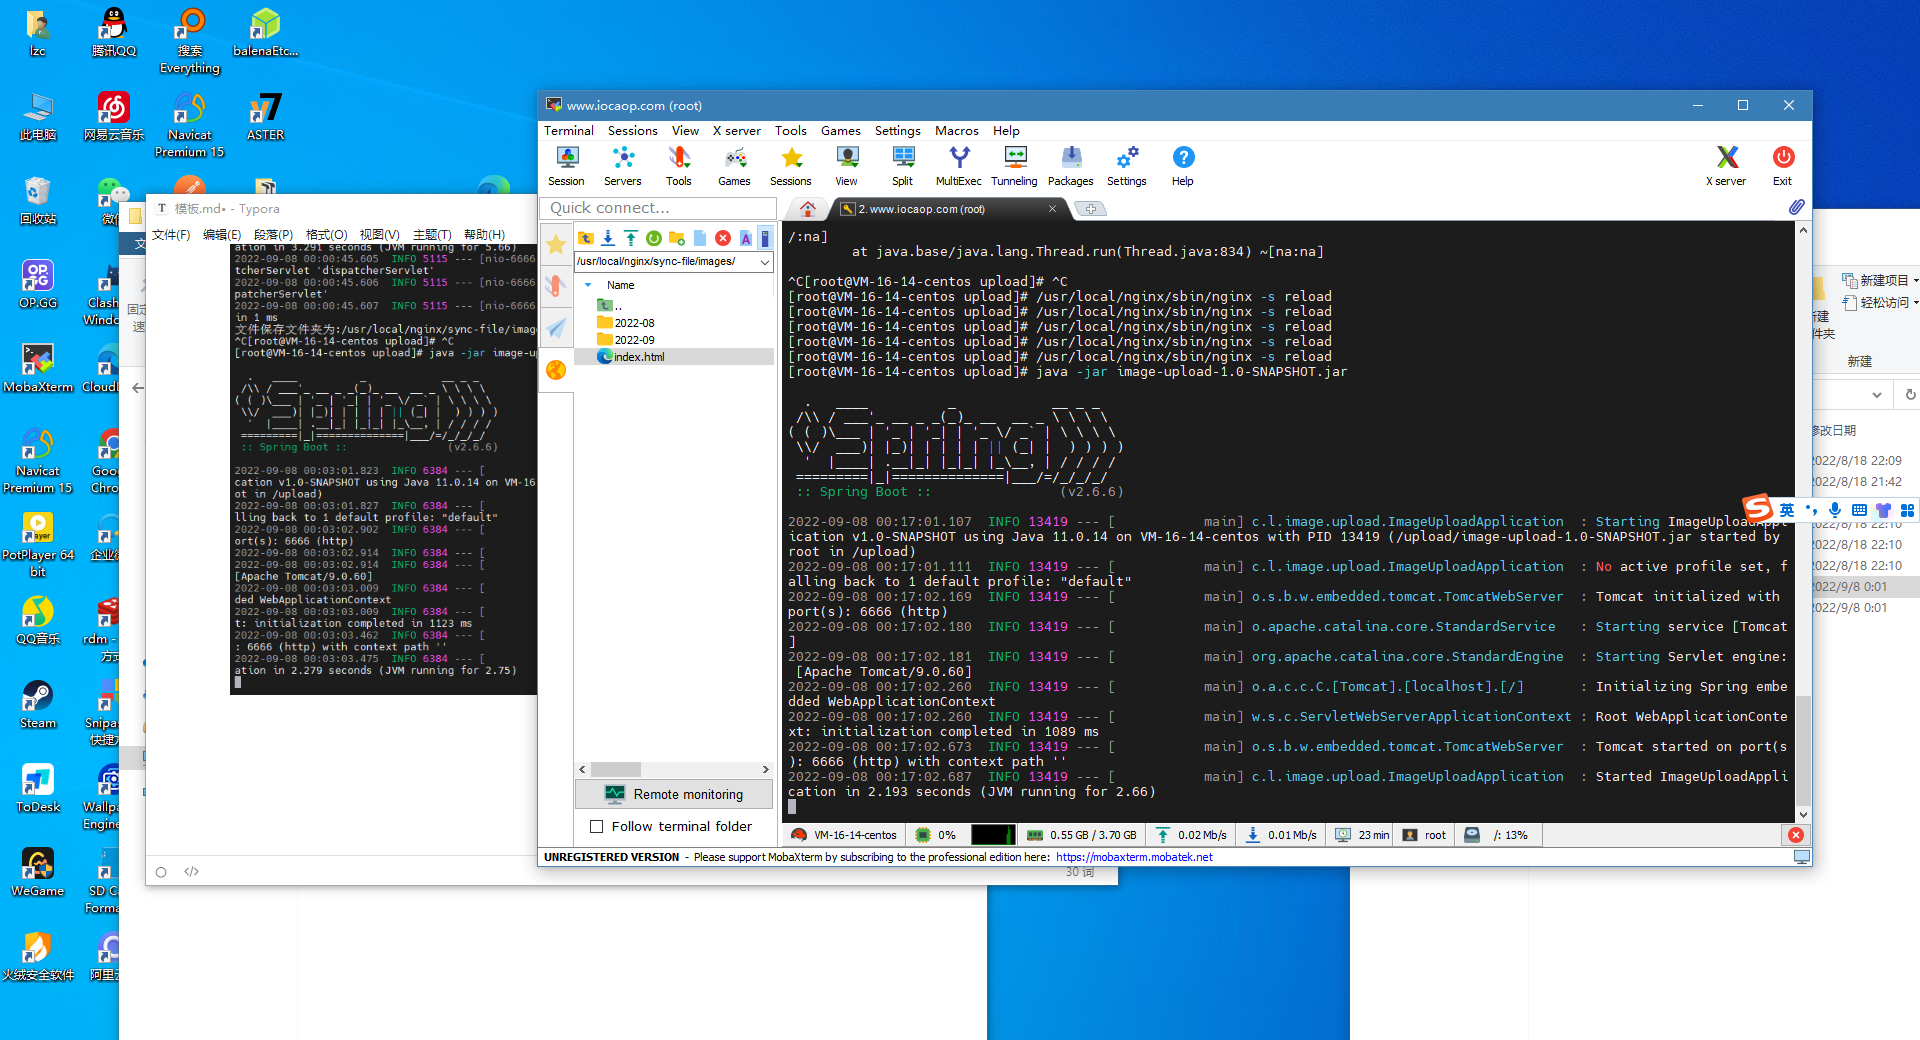 lzc
腾讯QQ
搜索
Everything
balenaEtc...
此电脑
网易云音乐
Navicat
Premium 15
ASTER
回收站
OP.GG
MobaXterm
Navicat
Premium 15
PotPlayer 64
bit
QQ音乐
Steam
ToDesk
WeGame
火绒安全软件
Clash
Windo
CloudD
Goog
Chro
企业微
rdm -
方式
Snipas
快捷方
Wallpa
Engine
SD Ca
Forma
阿里云
模板.md• - Typora
文件(F) 编辑(E) 段落(P) 格式(O) 视图(V) 主题(T) 帮助(H)
ation in 3.291 seconds (JVM running for 5.66)
2022-09-08 00:00:45.605 INFO 5115 --- [nio-6666
tcherServlet 'dispatcherServlet'
2022-09-08 00:00:45.606 INFO 5115 --- [nio-6666
patcherServlet'
2022-09-08 00:00:45.607 INFO 5115 --- [nio-6666
in 1 ms
文件保存文件夹为:/usr/local/nginx/sync-file/imag
^C[root@VM-16-14-centos upload]# ^C
[root@VM-16-14-centos upload]# java -jar image-up
:: Spring Boot :: (v2.6.6)
2022-09-08 00:03:01.823 INFO 6384 --- [
cation v1.0-SNAPSHOT using Java 11.0.14 on VM-16
ot in /upload)
2022-09-08 00:03:01.827 INFO 6384 --- [
lling back to 1 default profile: "default"
2022-09-08 00:03:02.902 INFO 6384 --- [
ort(s): 6666 (http)
2022-09-08 00:03:02.914 INFO 6384 --- [
2022-09-08 00:03:02.914 INFO 6384 --- [
[Apache Tomcat/9.0.60]
2022-09-08 00:03:03.009 INFO 6384 --- [
ded WebApplicationContext
2022-09-08 00:03:03.009 INFO 6384 --- [
t: initialization completed in 1123 ms
2022-09-08 00:03:03.462 INFO 6384 --- [
: 6666 (http) with context path ''
2022-09-08 00:03:03.475 INFO 6384 --- [
ation in 2.279 seconds (JVM running for 2.75)
</>
30 词
www.iocaop.com (root)
Terminal Sessions View X server Tools Games Settings Macros Help
Session Servers Tools Games Sessions View Split MultiExec Tunneling Packages Settings Help X server Exit
Quick connect...
2. www.iocaop.com (root)
/usr/local/nginx/sync-file/images/
Name
..
2022-08
2022-09
index.html
Remote monitoring
Follow terminal folder
/:na]
at java.base/java.lang.Thread.run(Thread.java:834) ~[na:na]
^C[root@VM-16-14-centos upload]# ^C
[root@VM-16-14-centos upload]# /usr/local/nginx/sbin/nginx -s reload
[root@VM-16-14-centos upload]# /usr/local/nginx/sbin/nginx -s reload
[root@VM-16-14-centos upload]# /usr/local/nginx/sbin/nginx -s reload
[root@VM-16-14-centos upload]# /usr/local/nginx/sbin/nginx -s reload
[root@VM-16-14-centos upload]# /usr/local/nginx/sbin/nginx -s reload
[root@VM-16-14-centos upload]# java -jar image-upload-1.0-SNAPSHOT.jar
:: Spring Boot :: (v2.6.6)
2022-09-08 00:17:01.107 INFO 13419 --- [ main] c.l.image.upload.ImageUploadApplication : Starting ImageUploadAppl
ication v1.0-SNAPSHOT using Java 11.0.14 on VM-16-14-centos with PID 13419 (/upload/image-upload-1.0-SNAPSHOT.jar started by
root in /upload)
2022-09-08 00:17:01.111 INFO 13419 --- [ main] c.l.image.upload.ImageUploadApplication : No active profile set, f
alling back to 1 default profile: "default"
2022-09-08 00:17:02.169 INFO 13419 --- [ main] o.s.b.w.embedded.tomcat.TomcatWebServer : Tomcat initialized with
port(s): 6666 (http)
2022-09-08 00:17:02.180 INFO 13419 --- [ main] o.apache.catalina.core.StandardService : Starting service [Tomcat
]
2022-09-08 00:17:02.181 INFO 13419 --- [ main] org.apache.catalina.core.StandardEngine : Starting Servlet engine:
[Apache Tomcat/9.0.60]
2022-09-08 00:17:02.260 INFO 13419 --- [ main] o.a.c.c.C.[Tomcat].[localhost].[/] : Initializing Spring embe
dded WebApplicationContext
2022-09-08 00:17:02.260 INFO 13419 --- [ main] w.s.c.ServletWebServerApplicationContext : Root WebApplicationConte
xt: initialization completed in 1089 ms
2022-09-08 00:17:02.673 INFO 13419 --- [ main] o.s.b.w.embedded.tomcat.TomcatWebServer : Tomcat started on port(s
): 6666 (http) with context path ''
2022-09-08 00:17:02.687 INFO 13419 --- [ main] c.l.image.upload.ImageUploadApplication : Started ImageUploadAppli
cation in 2.193 seconds (JVM running for 2.66)
VM-16-14-centos 0% 0.55 GB / 3.70 GB 0.02 Mb/s 0.01 Mb/s 23 min root /: 13%
UNREGISTERED VERSION - Please support MobaXterm by subscribing to the professional edition here: https://mobaxterm.mobatek.net
新建项目
轻松访问
新建
修改日期
2022/8/18 22:09
2022/8/18 21:42
英
2022/8/18 22:10
2022/8/18 22:10
2022/8/18 22:10
2022/9/8 0:01
2022/9/8 0:01